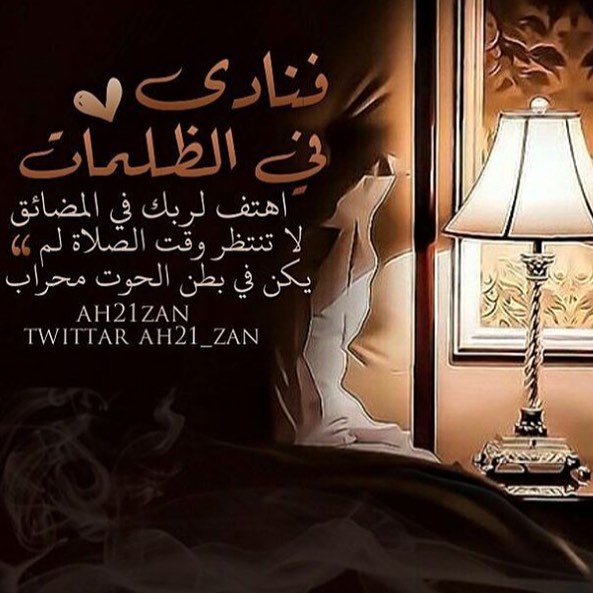 فنادى
في الظلمات
اهتف لربك في المضائق
لا تنتظر وقت الصلاة لم "
يكن في بطن الحوت محراب
AH21ZAN
TWITTAR AH21_ZAN